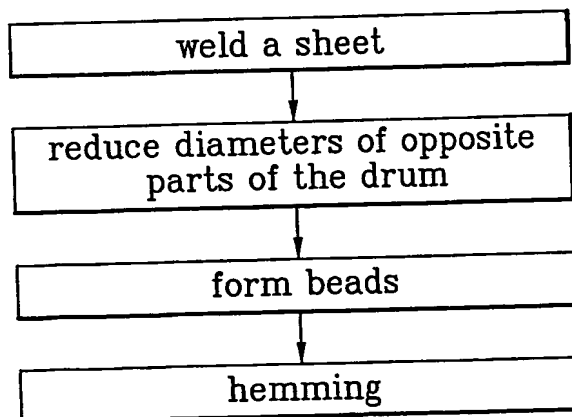 weld a sheet
reduce diameters of opposite
parts of the drum
form beads
hemming